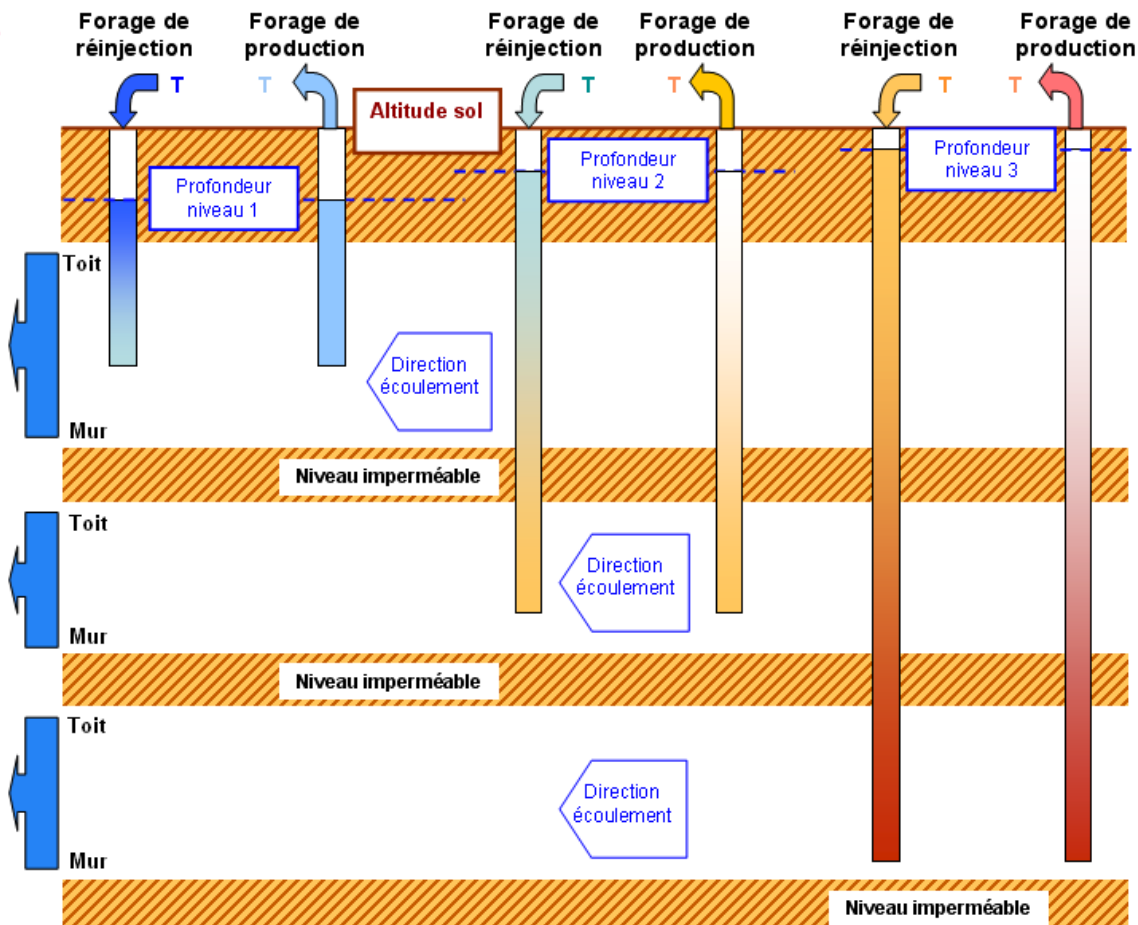 Forage de
réinjection
Forage de
production
Forage de
réinjection
Forage de
production
Forage de
réinjection
Forage de
production
T
T
T
T
T
T
Altitude sol
Profondeur
niveau 1
Profondeur
niveau 2
Profondeur
niveau 3
Toit
Direction
écoulement
Mur
Niveau imperméable
Toit
Direction
écoulement
Mur
Niveau imperméable
Toit
Direction
écoulement
Mur
Niveau imperméable